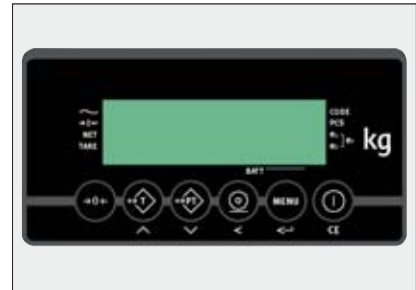 CODE
→0← PCS
NET
TARE
kg
BATT
→0← T PT MENU
CE